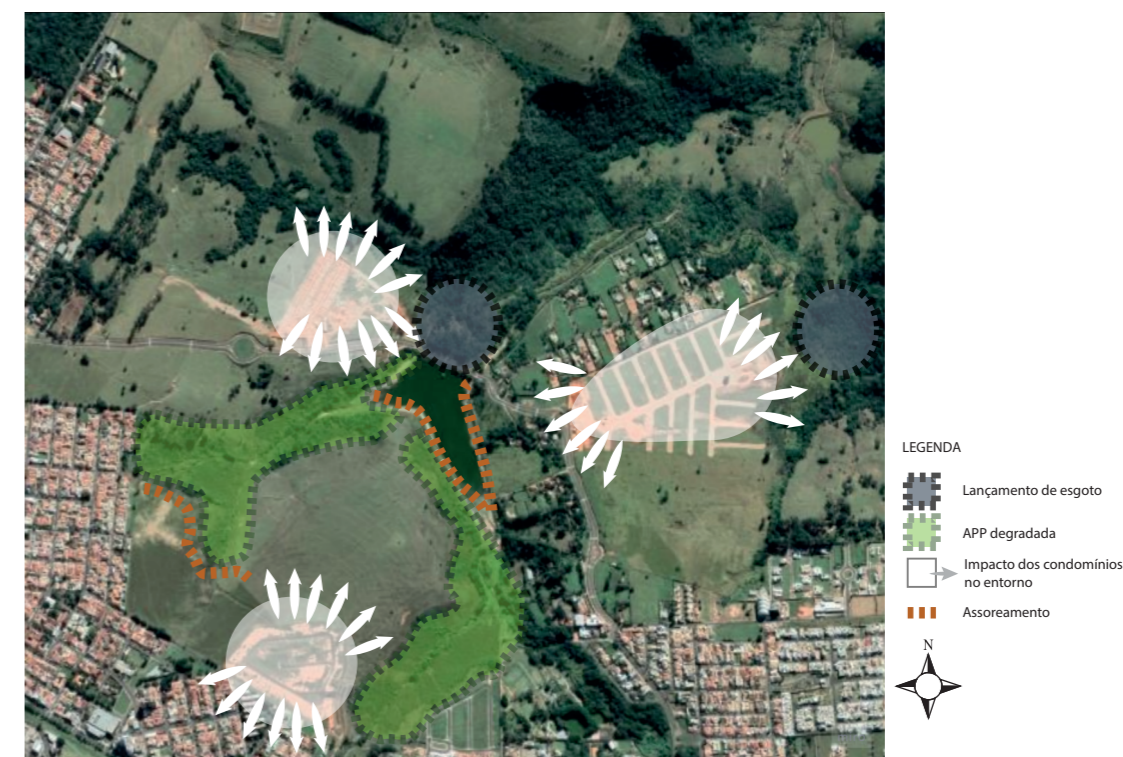 LEGENDA
Lançamento de esgoto
APP degradada
Impacto dos condomínios
no entorno
Assoreamento
N